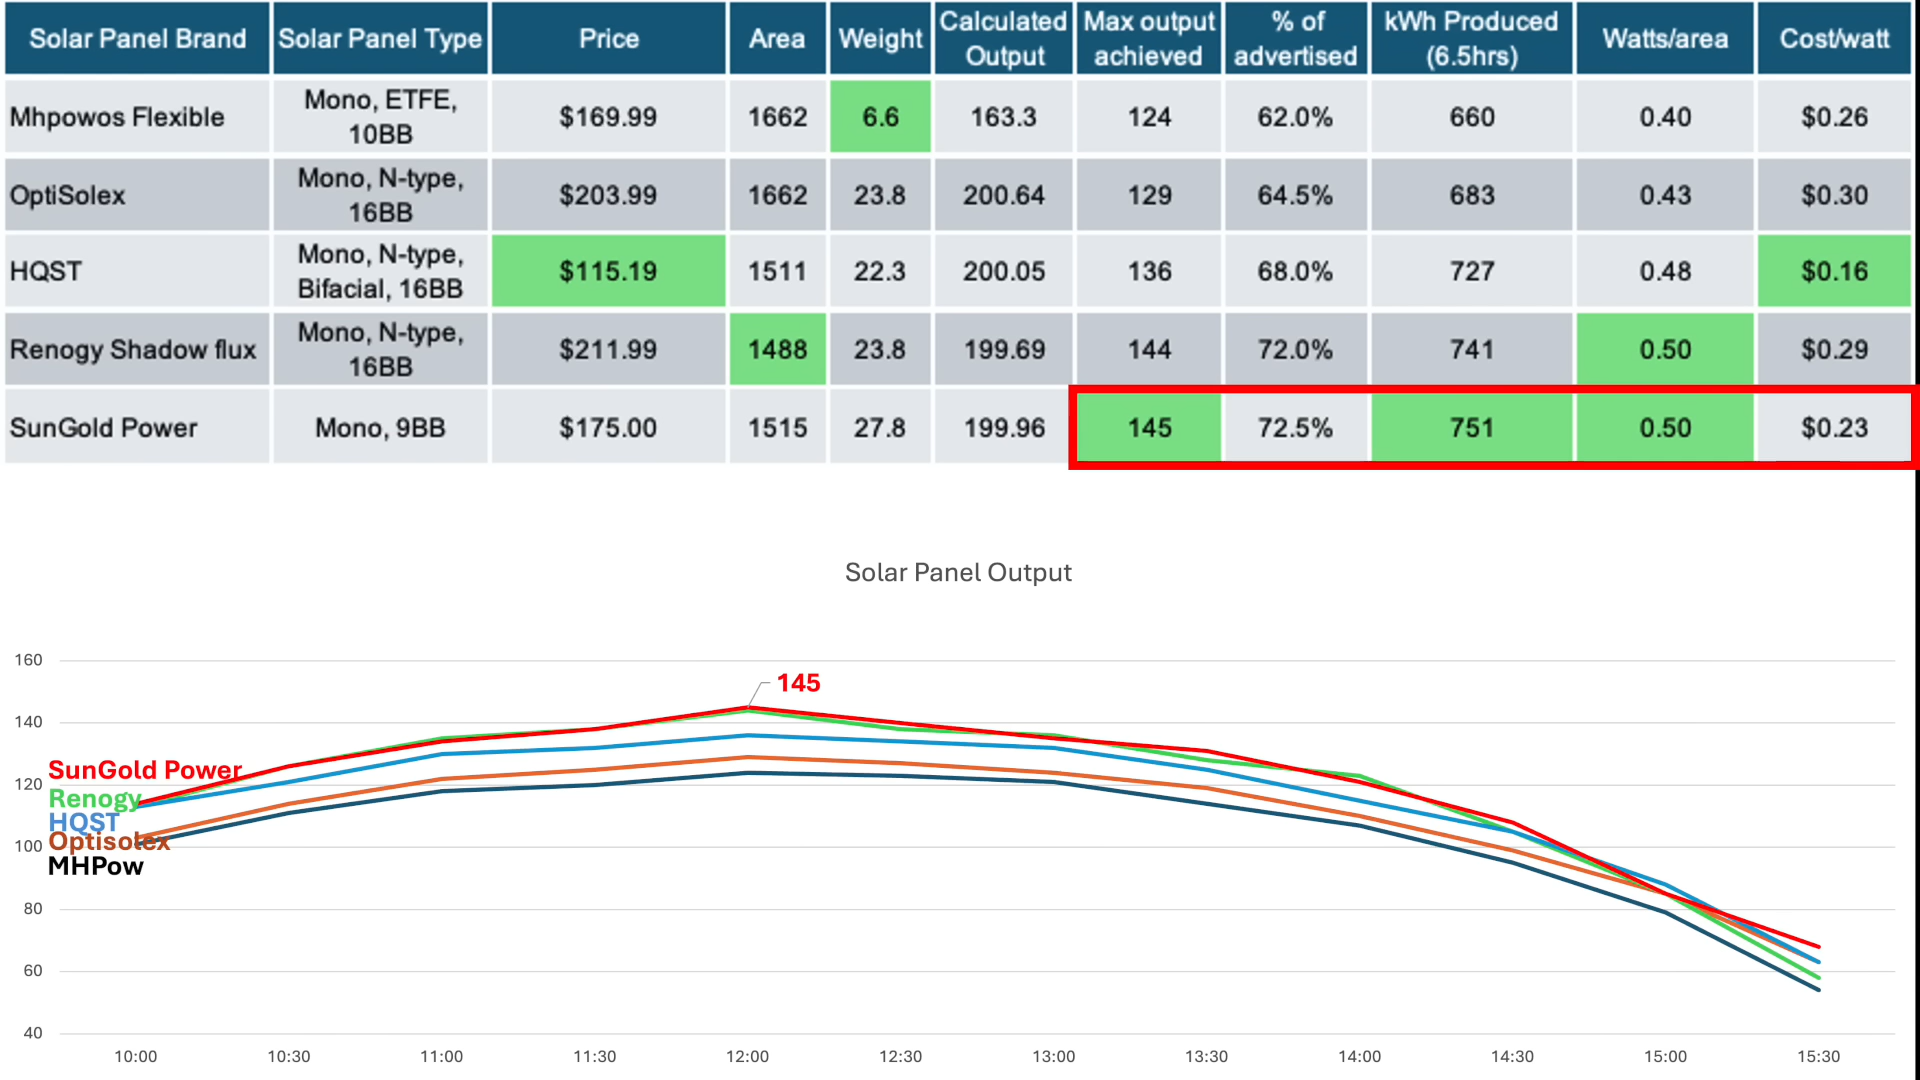 Solar Panel Brand
Solar Panel Type
Price
Area
Weight
Calculated
Output
Max output
achieved
% of
advertised
kWh Produced
(6.5hrs)
Watts/area
Cost/watt
Mhpowos Flexible
Mono, ETFE,
10BB
$169.99
1662
6.6
163.3
124
62.0%
660
0.40
$0.26
OptiSolex
Mono, N-type,
16BB
$203.99
1662
23.8
200.64
129
64.5%
683
0.43
$0.30
HQST
Mono, N-type,
Bifacial, 16BB
$115.19
1511
22.3
200.05
136
68.0%
727
0.48
$0.16
Renogy Shadow flux
Mono, N-type,
16BB
$211.99
1488
23.8
199.69
144
72.0%
741
0.50
$0.29
SunGold Power
Mono, 9BB
$175.00
1515
27.8
199.96
145
72.5%
751
0.50
$0.23
Solar Panel Output
160
145
140
SunGold Power
120
Renogy
HQST
Optisolex
100
MHPow
80
60
40
10:00
10:30
11:00
11:30
12:00
12:30
13:00
13:30
14:00
14:30
15:00
15:30